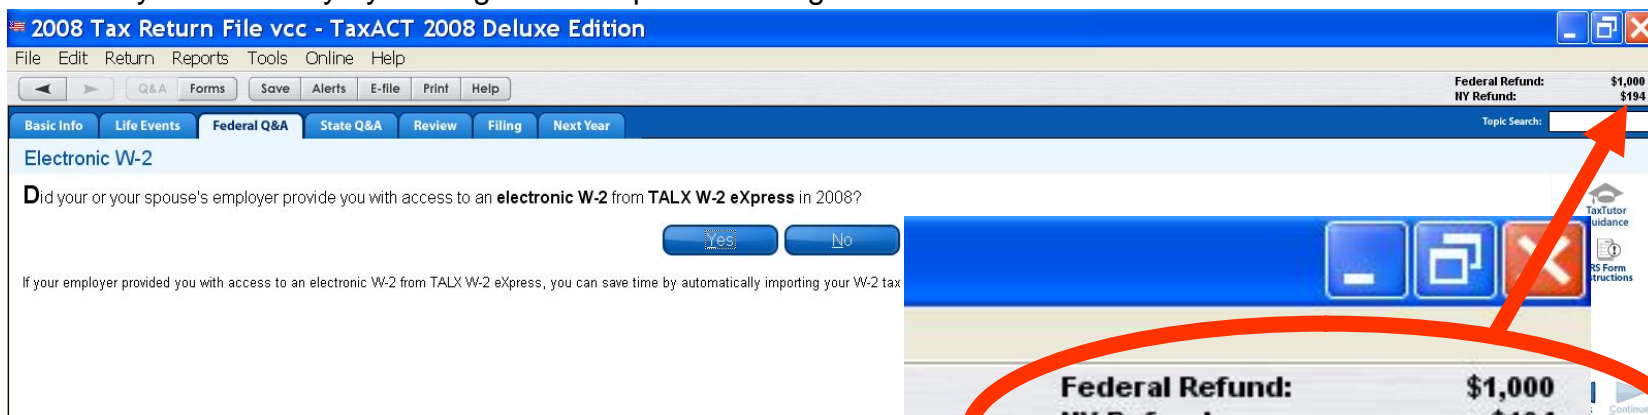 2008 Tax Return File vcc - TaxACT 2008 Deluxe Edition
File Edit Return Reports Tools Online Help
Q&A Forms Save Alerts E-file Print Help
Federal Refund: $1,000
NY Refund: $194
Basic Info Life Events Federal Q&A State Q&A Review Filing Next Year
Topic Search:
Electronic W-2
Did your or your spouse's employer provide you with access to an electronic W-2 from TALX W-2 eXpress in 2008?
Yes No
TaxTutor
uidance
If your employer provided you with access to an electronic W-2 from TALX W-2 eXpress, you can save time by automatically importing your W-2 tax
RS Form
structions
Federal Refund: $1,000
Continue